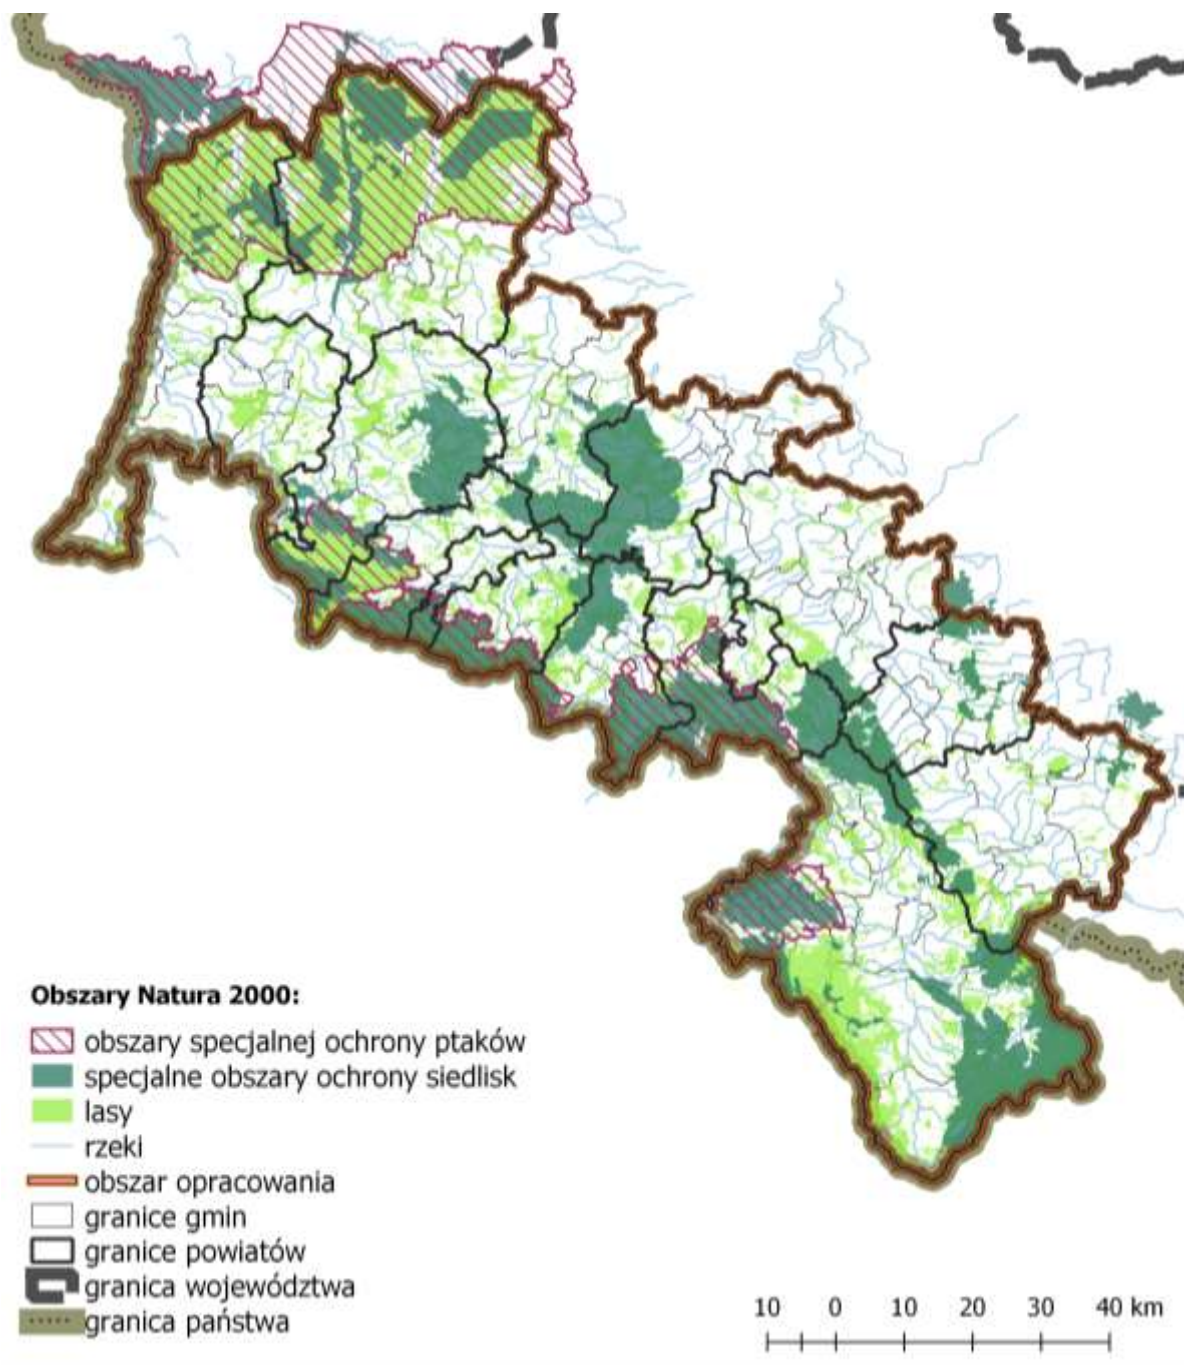 Obszary Natura 2000:
obszary specjalnej ochrony ptaków
specjalne obszary ochrony siedlisk
lasy
rzeki
obszar opracowania
granice gmin
granice powiatów
granica województwa
granica państwa
10 0 10 20 30 40 km